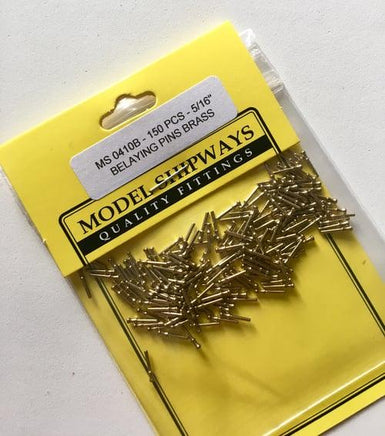 MS 0410B - 150 PCS - 5/16"
BELAYING PINS BRASS
MODEL SHIPWAYS
QUALITY FITTINGS